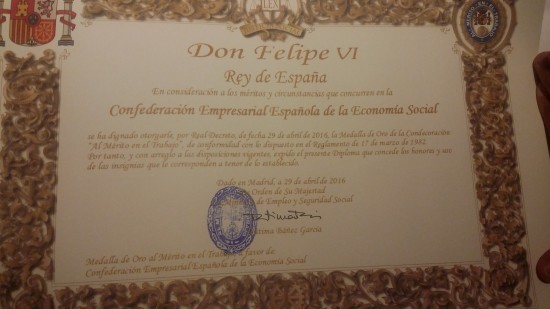 LEX
Don Felipe VI
Rey de España
En consideración a los méritos y circunstancias que concurren en la
Confederación Empresarial Española de la Economía Social
se ha dignado otorgarle, por Real Decreto, de fecha 29 de abril de 2016, la Medalla de Oro de la Condecoración
"Al Mérito en el Trabajo", de conformidad con lo dispuesto en el Reglamento de 17 de marzo de 1982.
Por tanto, y con arreglo a las disposiciones vigentes, expido el presente Diploma que concede los honores y uso
de las insignias que le corresponden a tenor de lo establecido.
Dado en Madrid, a 29 de abril de 2016
Orden de Su Majestad
de Empleo y Seguridad Social
Fátima Báñez García
Medalla de Oro al Mérito en el Trabajo a favor de:
Confederación Empresarial Española de la Economía Social